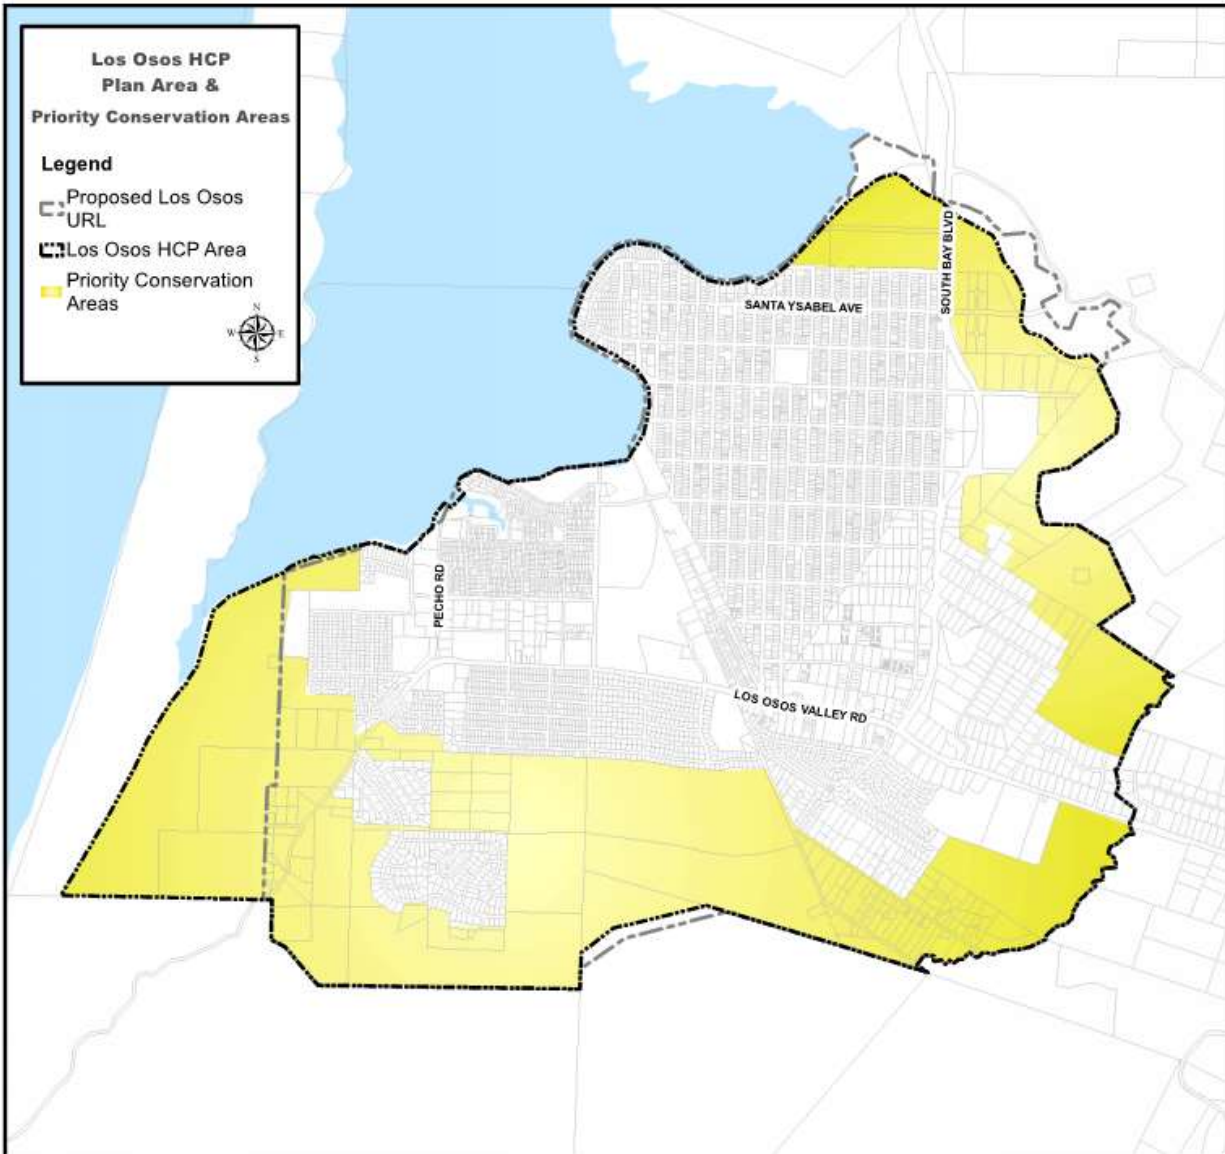 Los Osos HCP
Plan Area &
Priority Conservation Areas
Legend
Proposed Los Osos
URL
Los Osos HCP Area
Priority Conservation
Areas
N
W
E
S
SANTA YSABEL AVE
SOUTH BAY BLVD
PECHO RD
LOS OSOS VALLEY RD